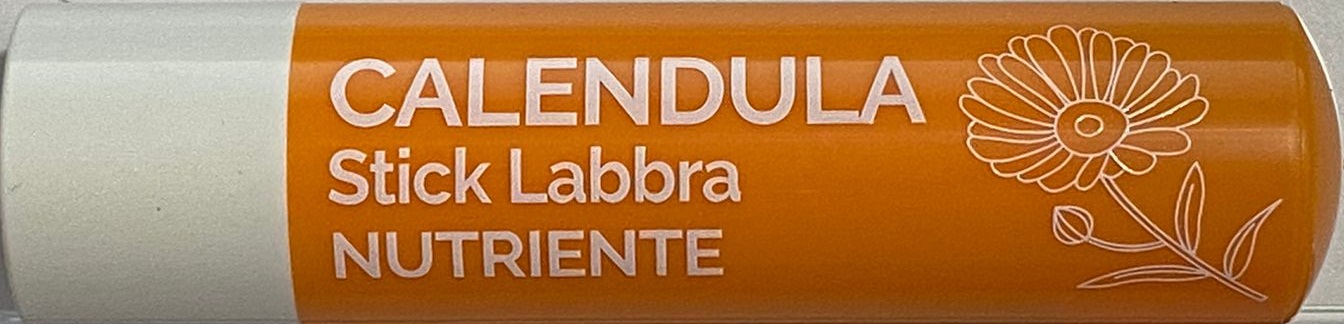 CALENDULA
Stick Labbra
NUTRIENTE